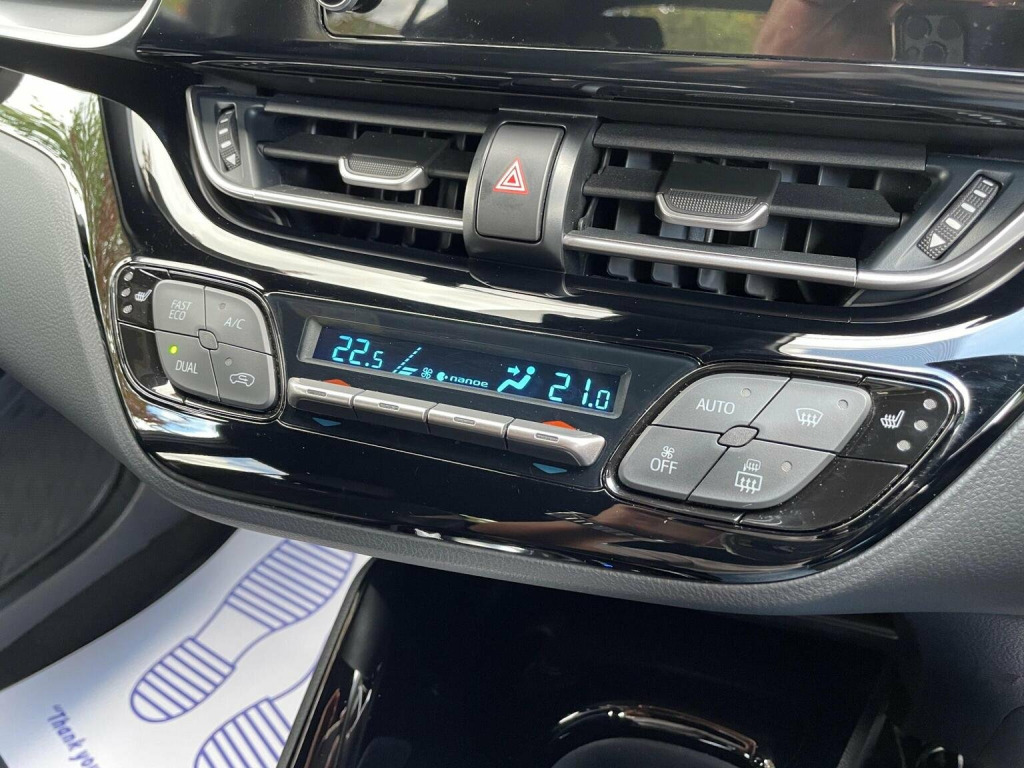 FAST
ECO
A/C
DUAL
22.5
nanoe
21.0
AUTO
OFF
"Thank you